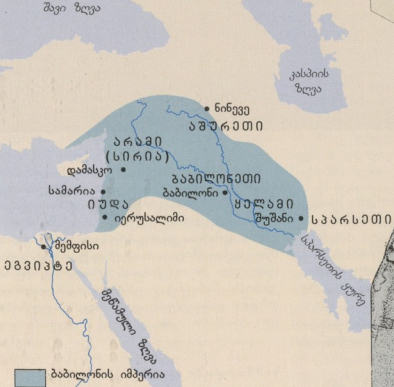 შავი ზღვა
კასპიის
ზღვა
ნინევე
აშურეთი
არამი
(სირია)
დამასკო
ბაბილონეთი
სამარია
ბაბილონი
ელამი
იუდა
შუშანი
სპარსეთი
იერუსალიმი
მემფისი
სპარსეთის ყურე
ეგვიპტე
მეწამული ზღვა
ბაბილონის იმპერია